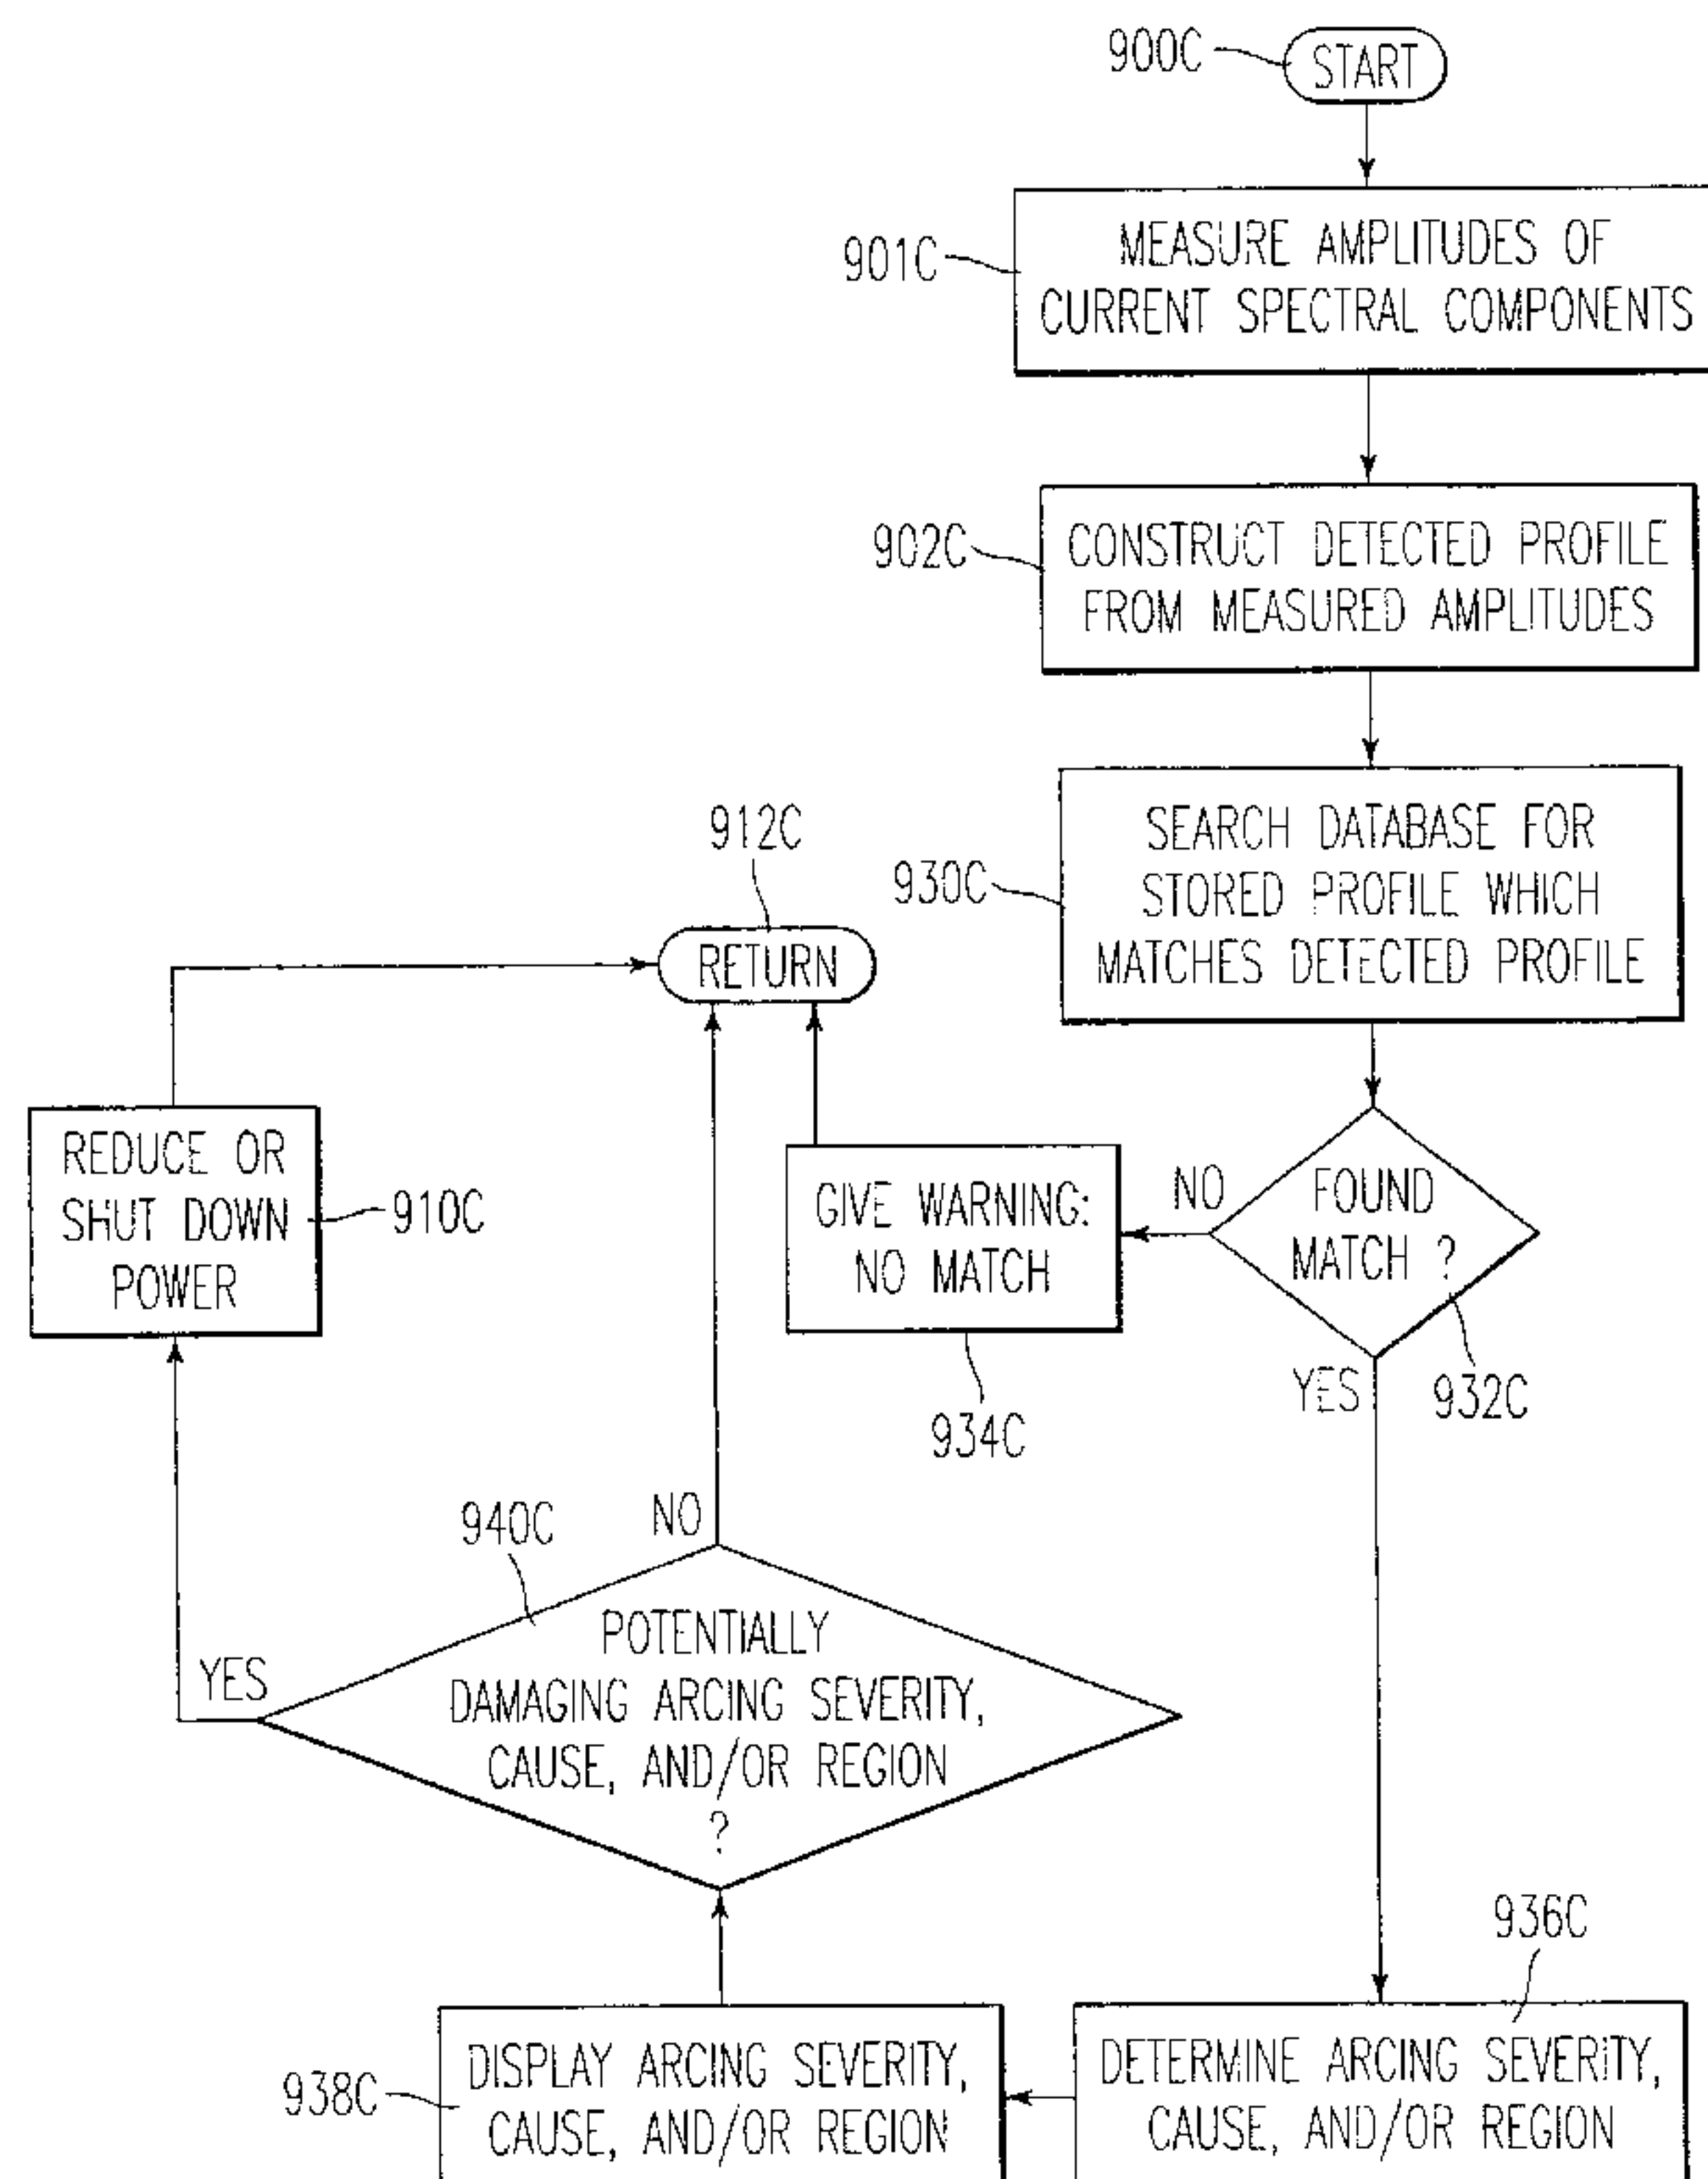 900C
START
901C
MEASURE AMPLITUDES OF
CURRENT SPECTRAL COMPONENTS
902C
CONSTRUCT DETECTED PROFILE
FROM MEASURED AMPLITUDES
930C
SEARCH DATABASE FOR
STORED PROFILE WHICH
MATCHES DETECTED PROFILE
912C
RETURN
REDUCE OR
SHUT DOWN
POWER
910C
GIVE WARNING:
NO MATCH
934C
NO
FOUND
MATCH ?
932C
YES
940C
NO
YES
POTENTIALLY
DAMAGING ARCING SEVERITY,
CAUSE, AND/OR REGION
?
936C
938C
DISPLAY ARCING SEVERITY,
CAUSE, AND/OR REGION
DETERMINE ARCING SEVERITY,
CAUSE, AND/OR REGION